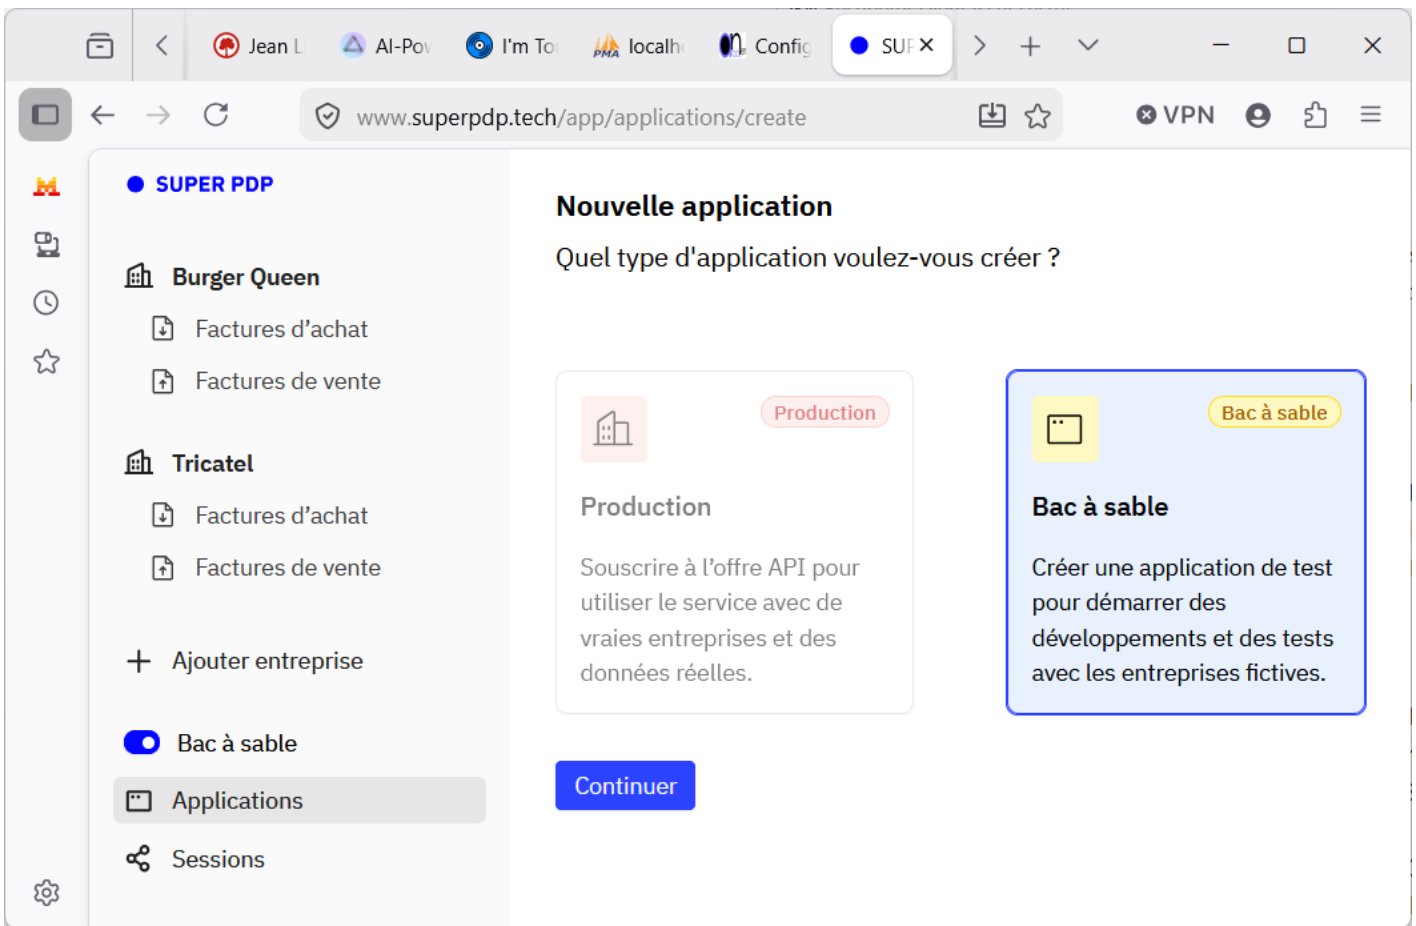 Jean L
AI-Pow
I'm To
PMA localh
Config
SUP
www.superpdp.tech/app/applications/create
VPN
SUPER PDP
Burger Queen
Factures d’achat
Factures de vente
Tricatel
Factures d’achat
Factures de vente
Ajouter entreprise
Bac à sable
Applications
Sessions
Nouvelle application
Quel type d'application voulez-vous créer ?
Production
Production
Souscrire à l’offre API pour
utiliser le service avec de
vraies entreprises et des
données réelles.
Bac à sable
Bac à sable
Créer une application de test
pour démarrer des
développements et des tests
avec les entreprises fictives.
Continuer